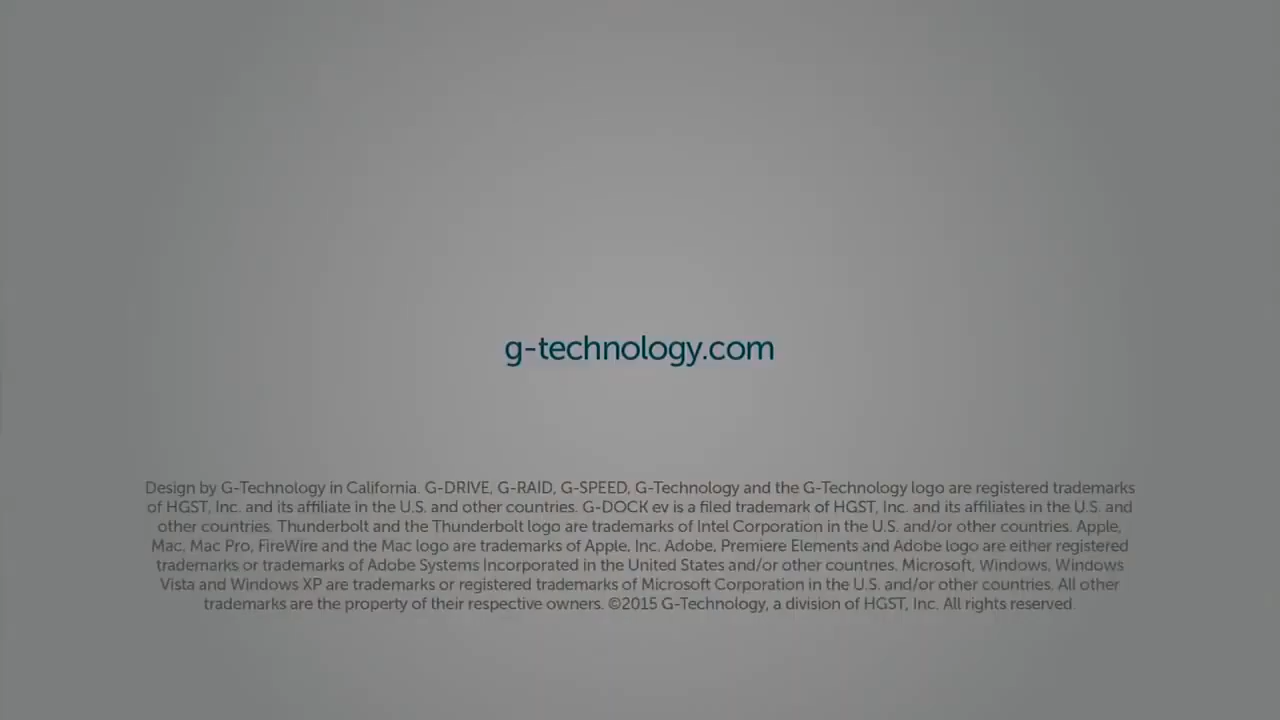 g-technology.com
Design by G-Technology in California. G-DRIVE, G-RAID, G-SPEED, G-Technology and the G-Technology logo are registered trademarks
of HGST, Inc. and its affiliate in the U.S. and other countries. G-DOCK ev is a filed trademark of HGST, Inc. and its affiliates in the U.S. and
other countries. Thunderbolt and the Thunderbolt logo are trademarks of Intel Corporation in the U.S. and/or other countries. Apple,
Mac, Mac Pro, FireWire and the Mac logo are trademarks of Apple, Inc. Adobe, Premiere Elements and Adobe logo are either registered
trademarks or trademarks of Adobe Systems Incorporated in the United States and/or other countries. Microsoft, Windows, Windows
Vista and Windows XP are trademarks or registered trademarks of Microsoft Corporation in the U.S. and/or other countries. All other
trademarks are the property of their respective owners. ©2015 G-Technology, a division of HGST, Inc. All rights reserved.